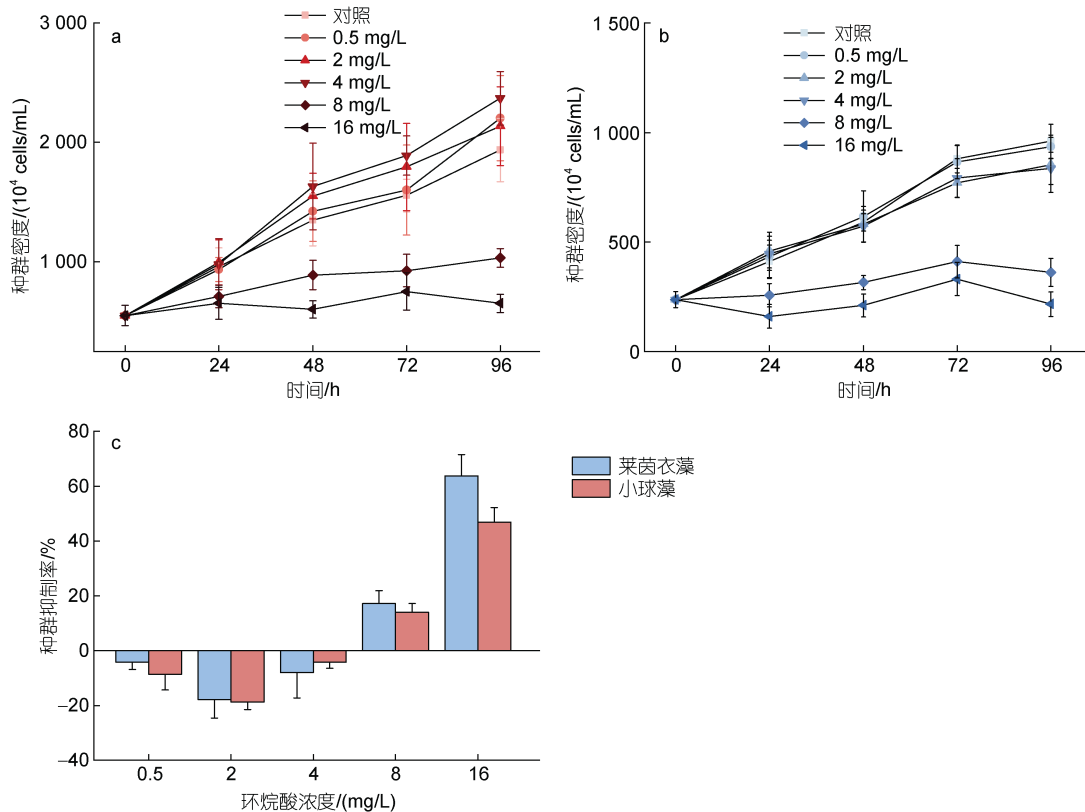 a
对照
0.5 mg/L
2 mg/L
4 mg/L
8 mg/L
16 mg/L
3 000
2 000
1 000
种群密度/(10⁴ cells/mL)
0 24 48 72 96
时间/h
b
对照
0.5 mg/L
2 mg/L
4 mg/L
8 mg/L
16 mg/L
1 500
1 000
500
0
种群密度/(10⁴ cells/mL)
0 24 48 72 96
时间/h
c
80
60
40
20
0
−20
−40
种群抑制率/%
0.5 2 4 8 16
环烷酸浓度/(mg/L)
莱茵衣藻
小球藻